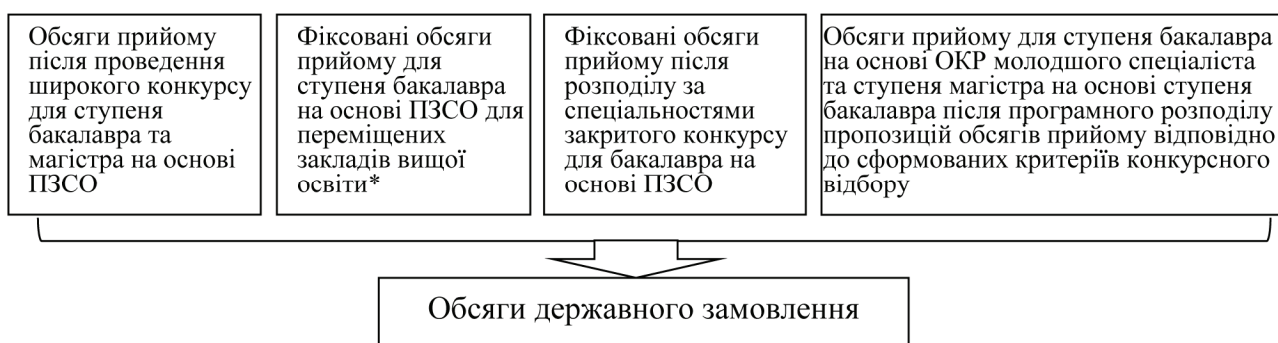 Обсяги прийому
після проведення
широкого конкурсу
для ступеня
бакалавра та
магістра на основі
ПЗСО
Фіксовані обсяги
прийому для
ступеня бакалавра
на основі ПЗСО для
переміщених
закладів вищої
освіти*
Фіксовані обсяги
прийому після
розподілу за
спеціальностями
закритого конкурсу
для бакалавра на
основі ПЗСО
Обсяги прийому для ступеня бакалавра
на основі ОКР молодшого спеціаліста
та ступеня магістра на основі ступеня
бакалавра після програмного розподілу
пропозицій обсягів прийому відповідно
до сформованих критеріїв конкурсного
відбору
Обсяги державного замовлення